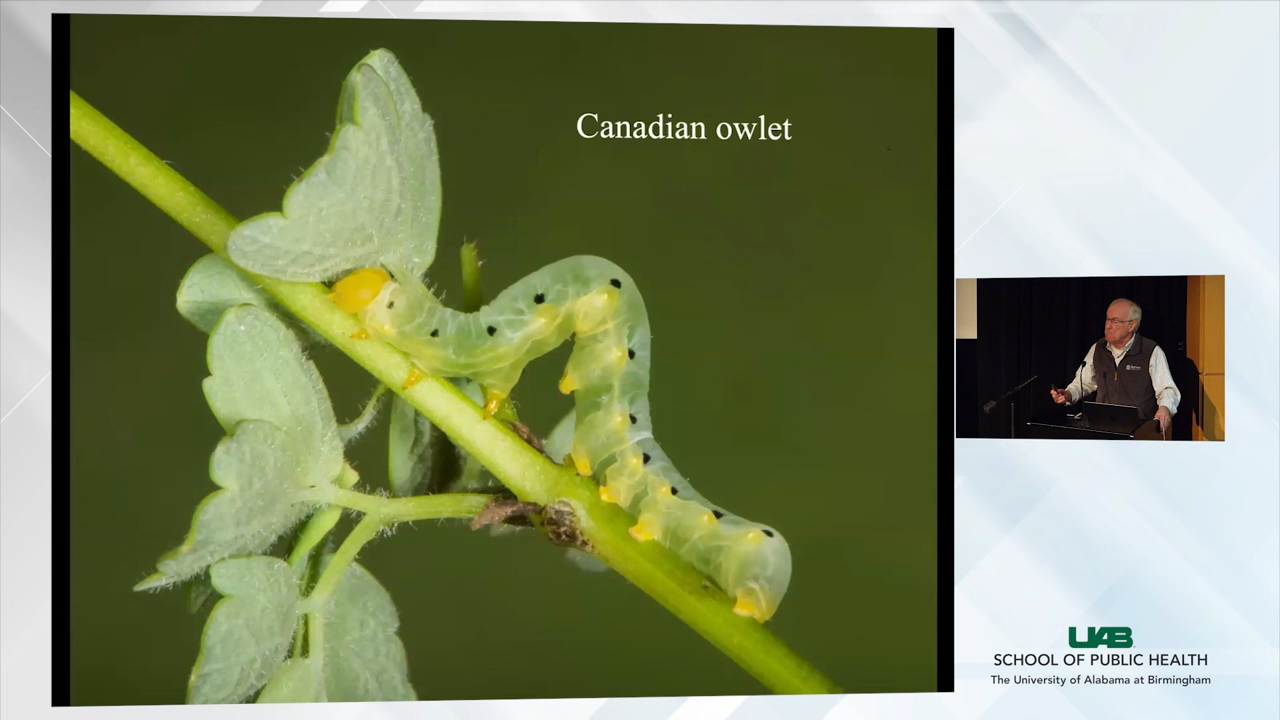 Canadian owlet
UAB
SCHOOL OF PUBLIC HEALTH
The University of Alabama at Birmingham